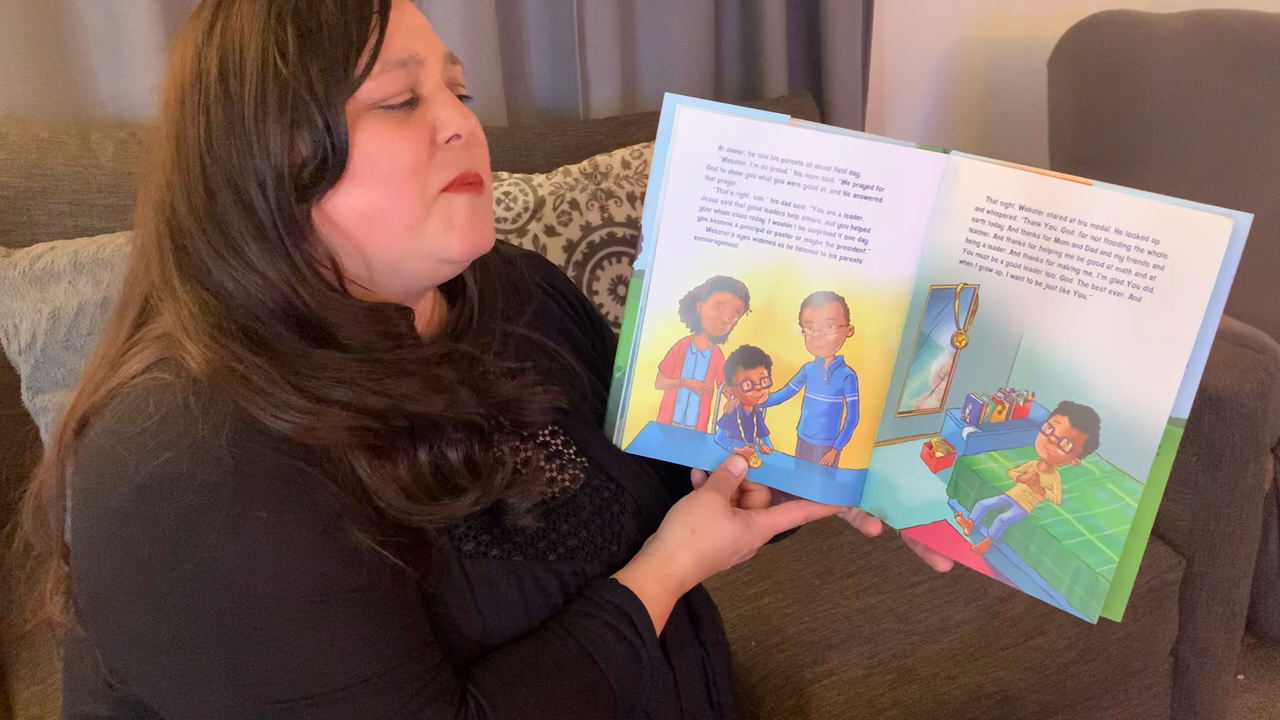 At dinner, he told his parents all about field day.
"Webster, I'm so proud," his mom said. "We prayed for
God to show you what you were good at, and He answered
that prayer."
"That's right, son," his dad said. "You are a leader.
Jesus said that good leaders help others, and you helped
your whole class today. I wouldn't be surprised if one day
you become a principal or pastor or maybe the president."
Webster's eyes widened as he listened to his parents'
encouragement.
That night, Webster stared at his medal. He looked up
and whispered, "Thank You, God, for not flooding the whole
earth today. And thanks for Mom and Dad and my friends and
teacher. And thanks for helping me be good at math and at
being a leader. And thanks for making me. I'm glad You did.
You must be a good leader too, God. The best ever. And
when I grow up, I want to be just like You."